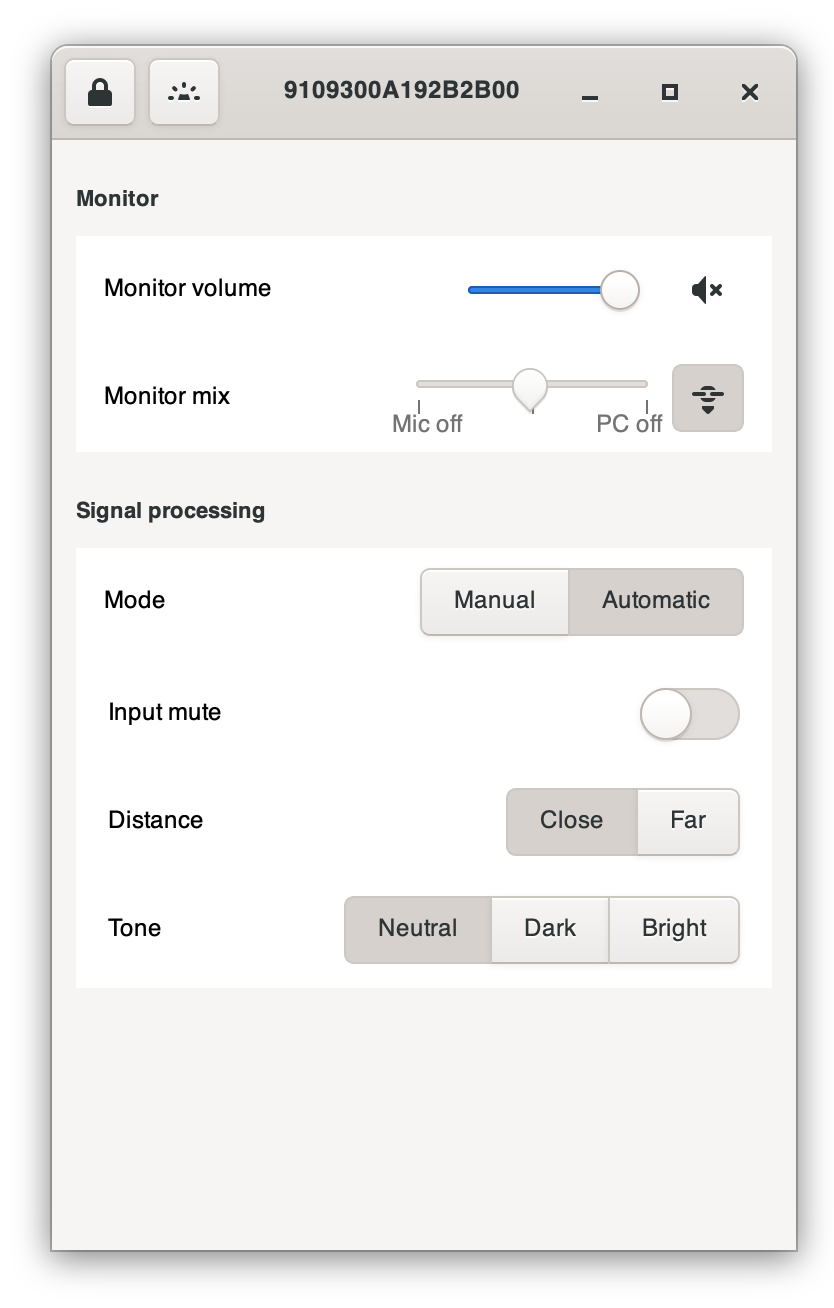 9109300A192B2B00
Monitor
Monitor volume
Monitor mix
Mic off PC off
Signal processing
Mode Manual Automatic
Input mute
Distance Close Far
Tone Neutral Dark Bright